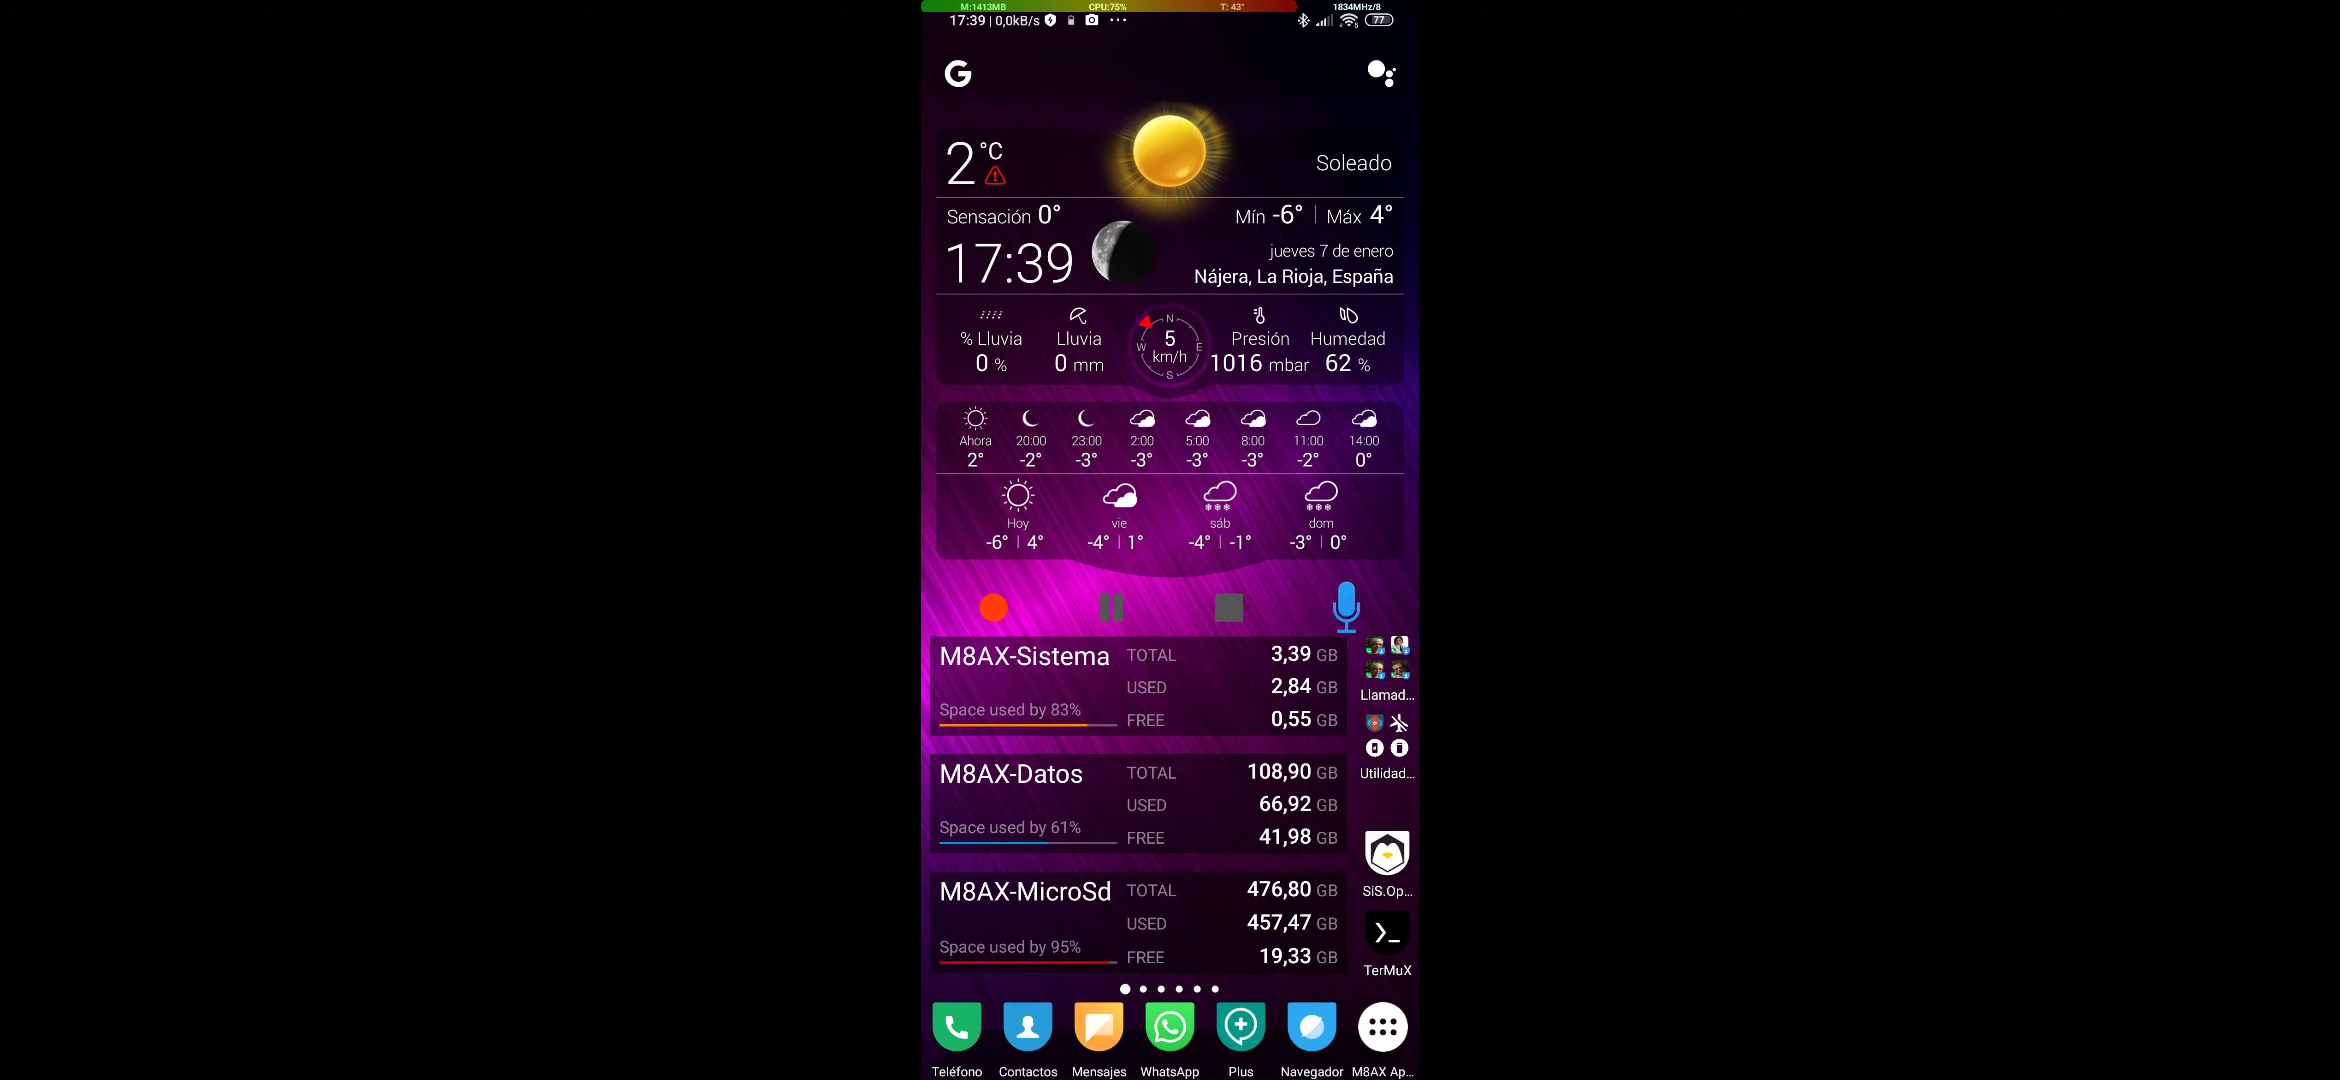 M:1413MB CPU:75% T: 43° 1834MHz/8
17:39 | 0,0kB/s ... 77
G
2 °C Soleado
Sensación 0° Mín -6° | Máx 4°
17:39 jueves 7 de enero
Nájera, La Rioja, España
N
W 5 E
km/h
S
% Lluvia Lluvia Presión Humedad
0 % 0 mm 1016 mbar 62 %
Ahora 20:00 23:00 2:00 5:00 8:00 11:00 14:00
2° -2° -3° -3° -3° -3° -2° 0°
Hoy vie sáb dom
-6° | 4° -4° | 1° -4° | -1° -3° | 0°
M8AX-Sistema TOTAL 3,39 GB
USED 2,84 GB
Space used by 83% FREE 0,55 GB
Llamad...
Utilidad...
M8AX-Datos TOTAL 108,90 GB
USED 66,92 GB
Space used by 61% FREE 41,98 GB
SiS.Op...
M8AX-MicroSd TOTAL 476,80 GB
USED 457,47 GB
Space used by 95% FREE 19,33 GB
TerMuX
Teléfono Contactos Mensajes WhatsApp Plus Navegador M8AX Ap...